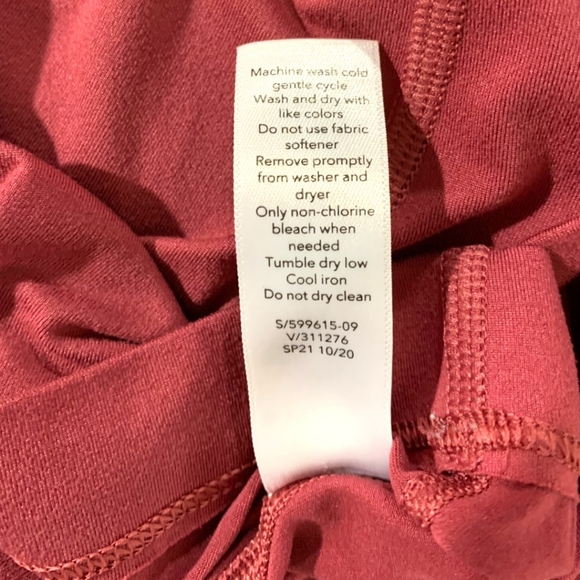 Machine wash cold
gentle cycle
Wash and dry with
like colors
Do not use fabric
softener
Remove promptly
from washer and
dryer
Only non-chlorine
bleach when
needed
Tumble dry low
Cool iron
Do not dry clean
S/599615-09
V/311276
SP21 10/20